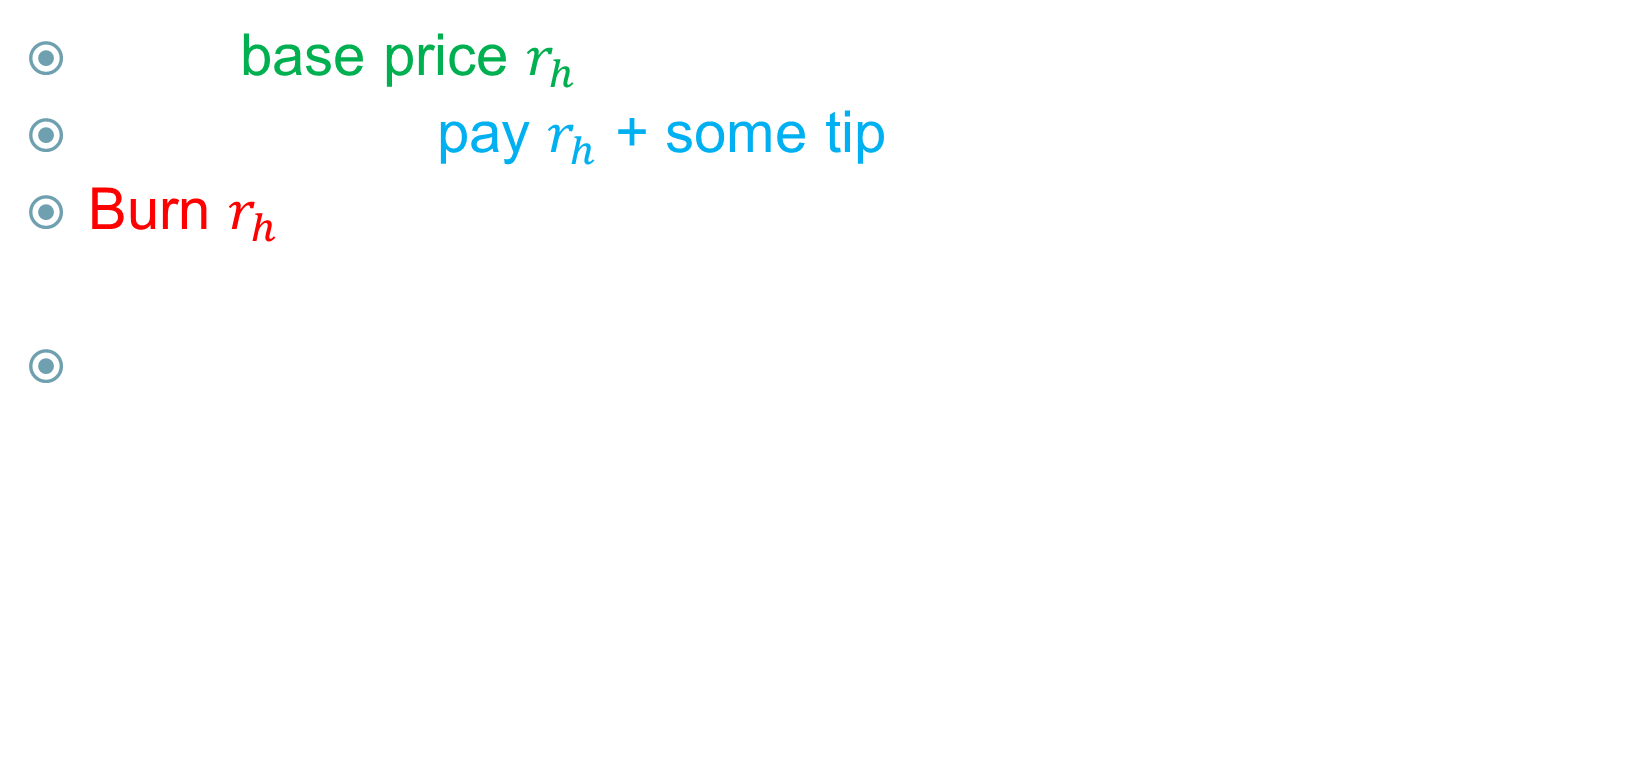 base price r_h
pay r_h + some tip
Burn r_h